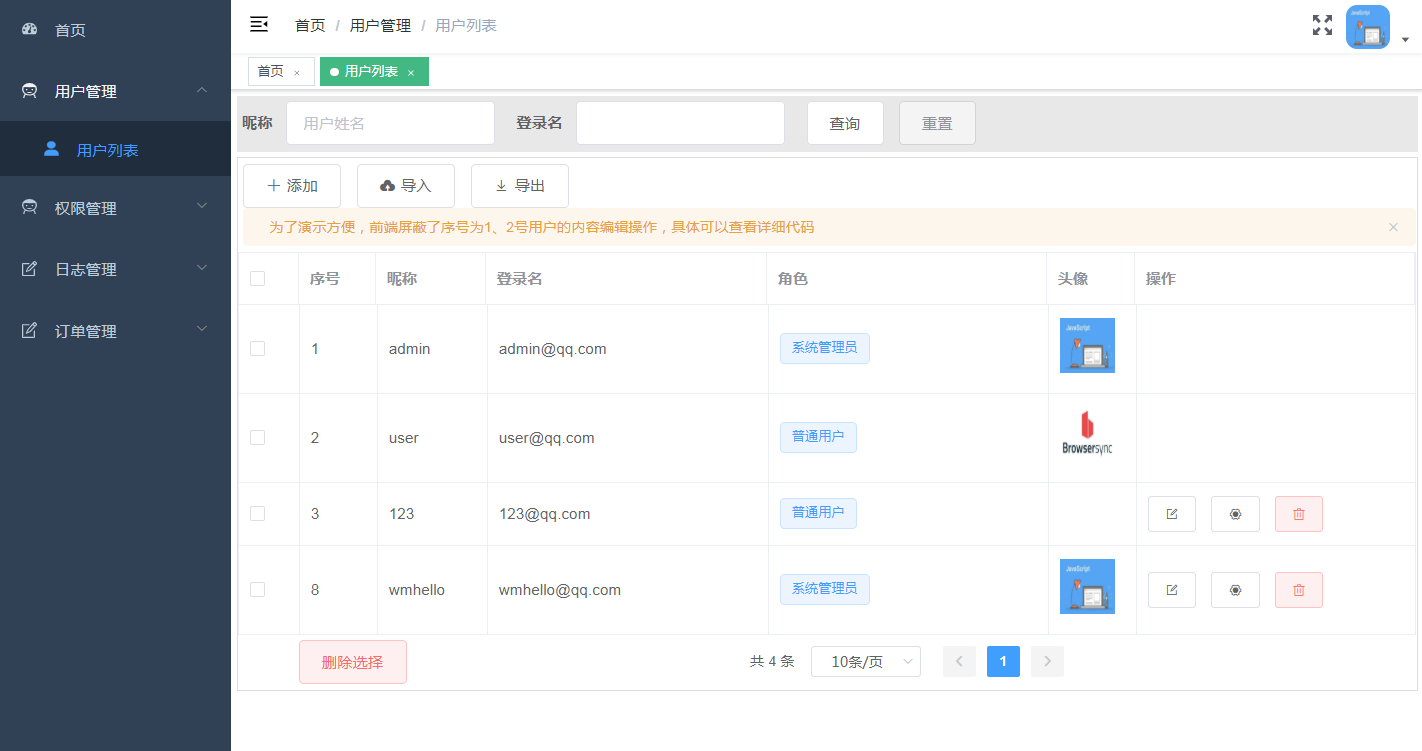 首页
用户管理
用户列表
权限管理
日志管理
订单管理
首页 / 用户管理 / 用户列表
首页 × 用户列表 ×
昵称 用户姓名 登录名 查询 重置
添加 导入 导出
为了演示方便，前端屏蔽了序号为1、2号用户的内容编辑操作，具体可以查看详细代码
序号 昵称 登录名 角色 头像 操作
1 admin admin@qq.com 系统管理员 JavaScript
2 user user@qq.com 普通用户 Browsersync
3 123 123@qq.com 普通用户
8 wmhello wmhello@qq.com 系统管理员 JavaScript
删除选择 共 4 条 10条/页 1